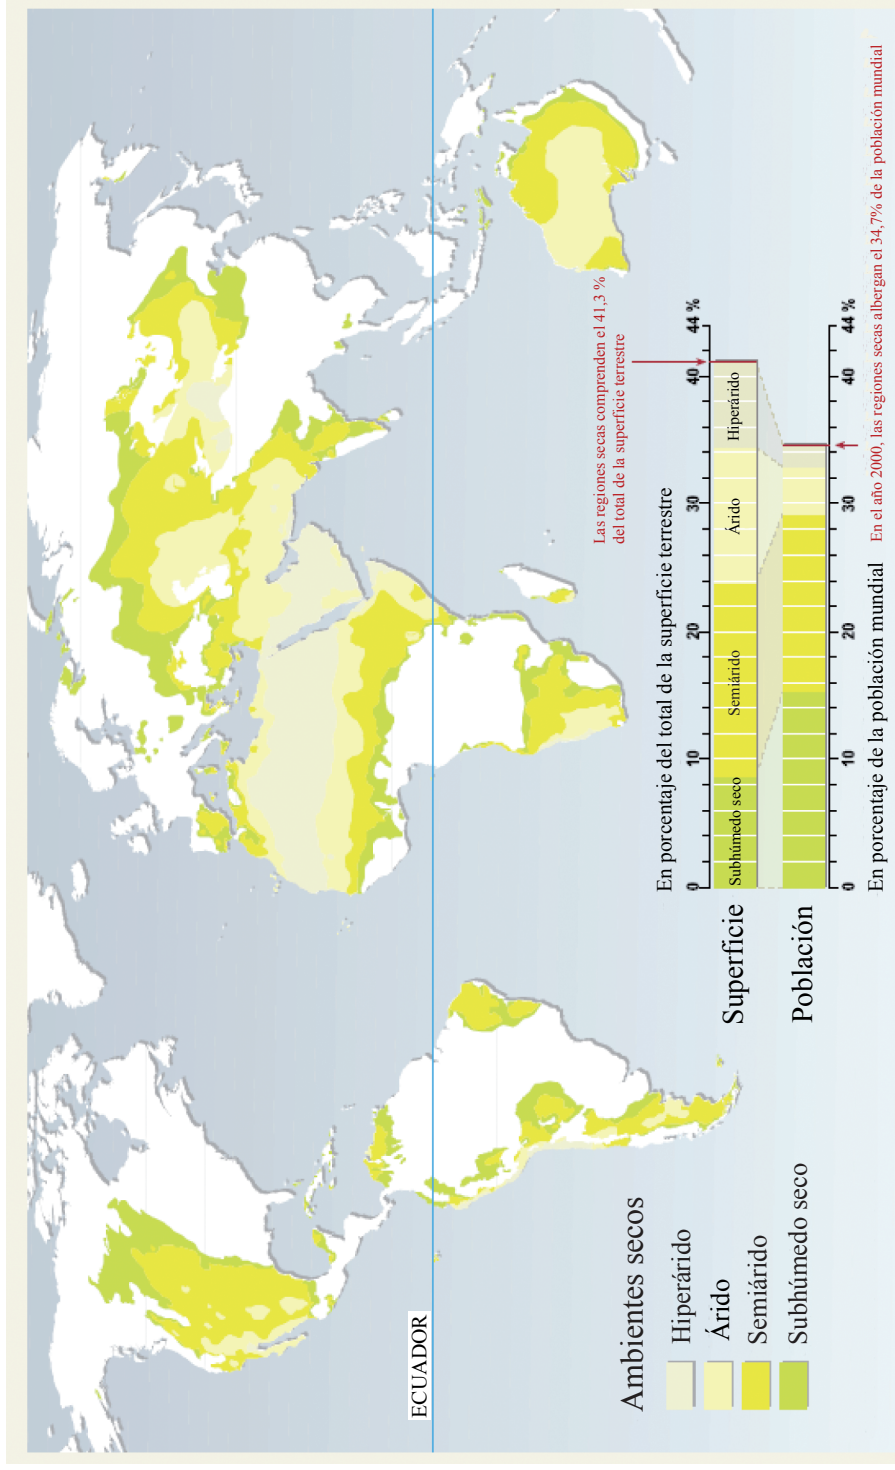 ECUADOR
Ambientes secos
Hiperárido
Árido
Semiárido
Subhúmedo seco
Las regiones secas comprenden el 41,3 %
del total de la superficie terrestre
En porcentaje del total de la superficie terrestre
0 10 20 30 40 44 %
Superficie
Subhúmedo seco Semiárido Árido Hiperárido
Población
0 10 20 30 40 44 %
En porcentaje de la población mundial
En el año 2000, las regiones secas albergan el 34,7% de la población mundial